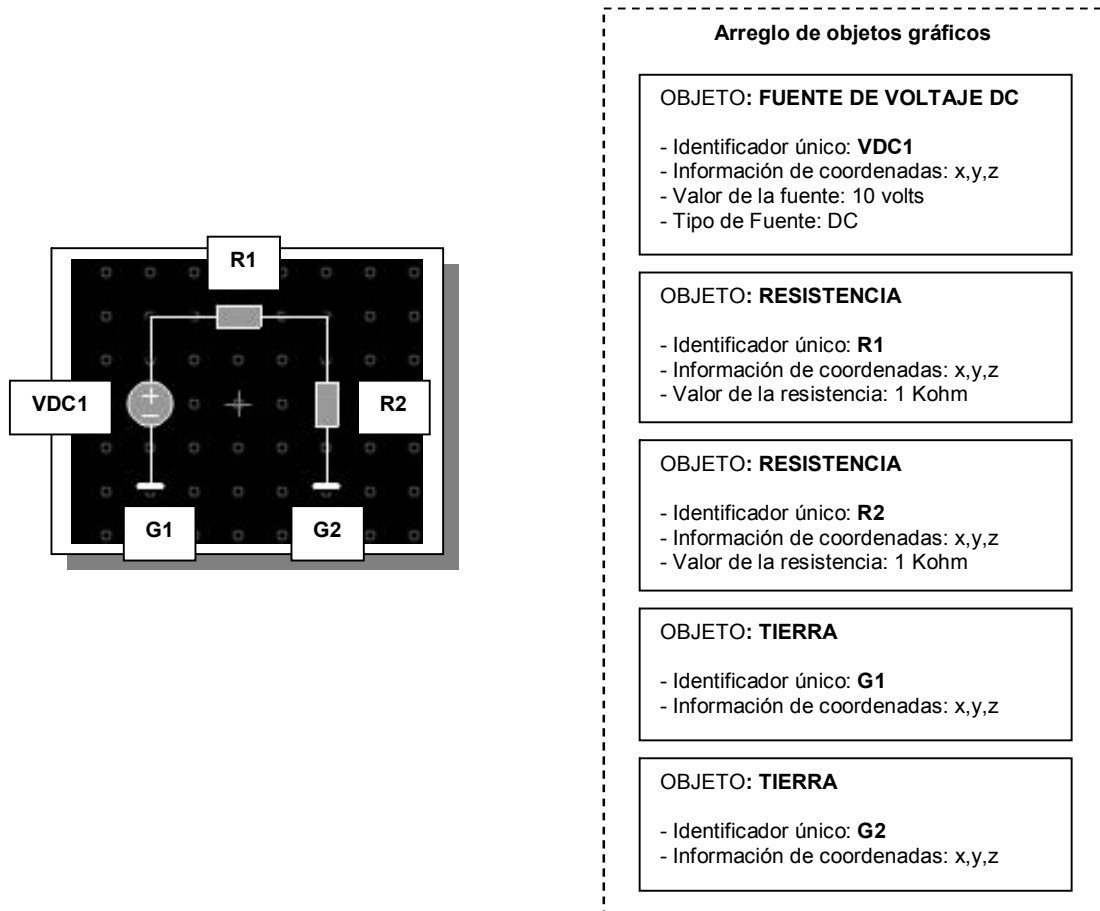 Arreglo de objetos gráficos
OBJETO: FUENTE DE VOLTAJE DC
- Identificador único: VDC1
- Información de coordenadas: x,y,z
- Valor de la fuente: 10 volts
- Tipo de Fuente: DC
OBJETO: RESISTENCIA
- Identificador único: R1
- Información de coordenadas: x,y,z
- Valor de la resistencia: 1 Kohm
OBJETO: RESISTENCIA
- Identificador único: R2
- Información de coordenadas: x,y,z
- Valor de la resistencia: 1 Kohm
OBJETO: TIERRA
- Identificador único: G1
- Información de coordenadas: x,y,z
OBJETO: TIERRA
- Identificador único: G2
- Información de coordenadas: x,y,z
R1
VDC1
R2
G1
G2